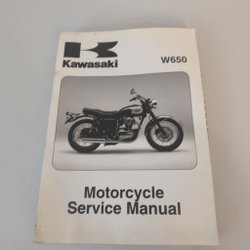 Kawasaki
W650
Motorcycle
Service Manual